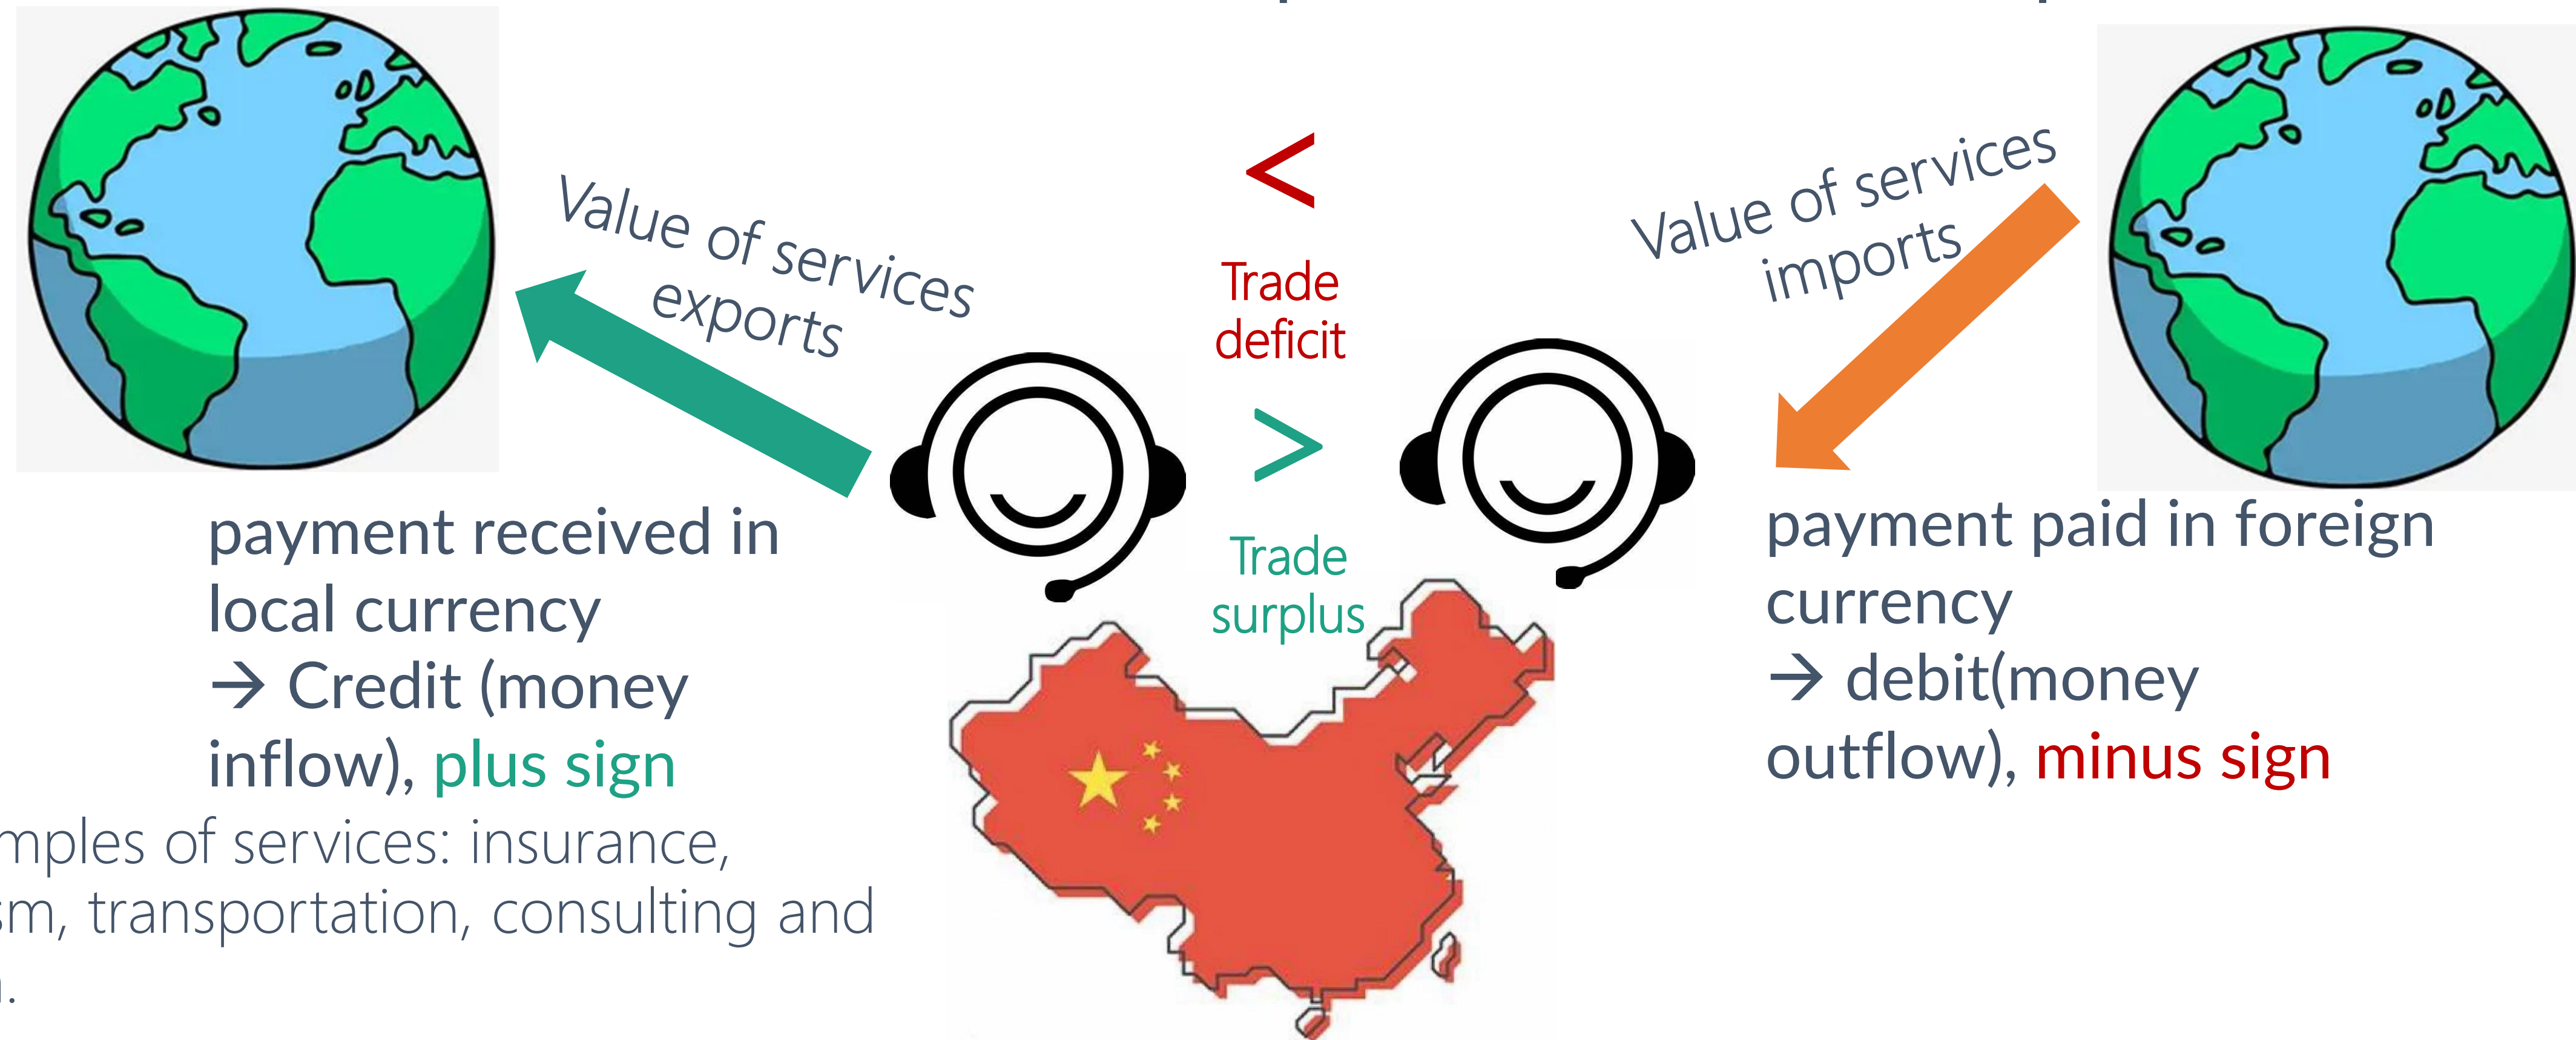 Value of services
exports
<
Trade
deficit
>
Trade
surplus
Value of services
imports
payment received in
local currency
→ Credit (money
inflow), plus sign
payment paid in foreign
currency
→ debit(money
outflow), minus sign
of services: insurance,
transportation, consulting and